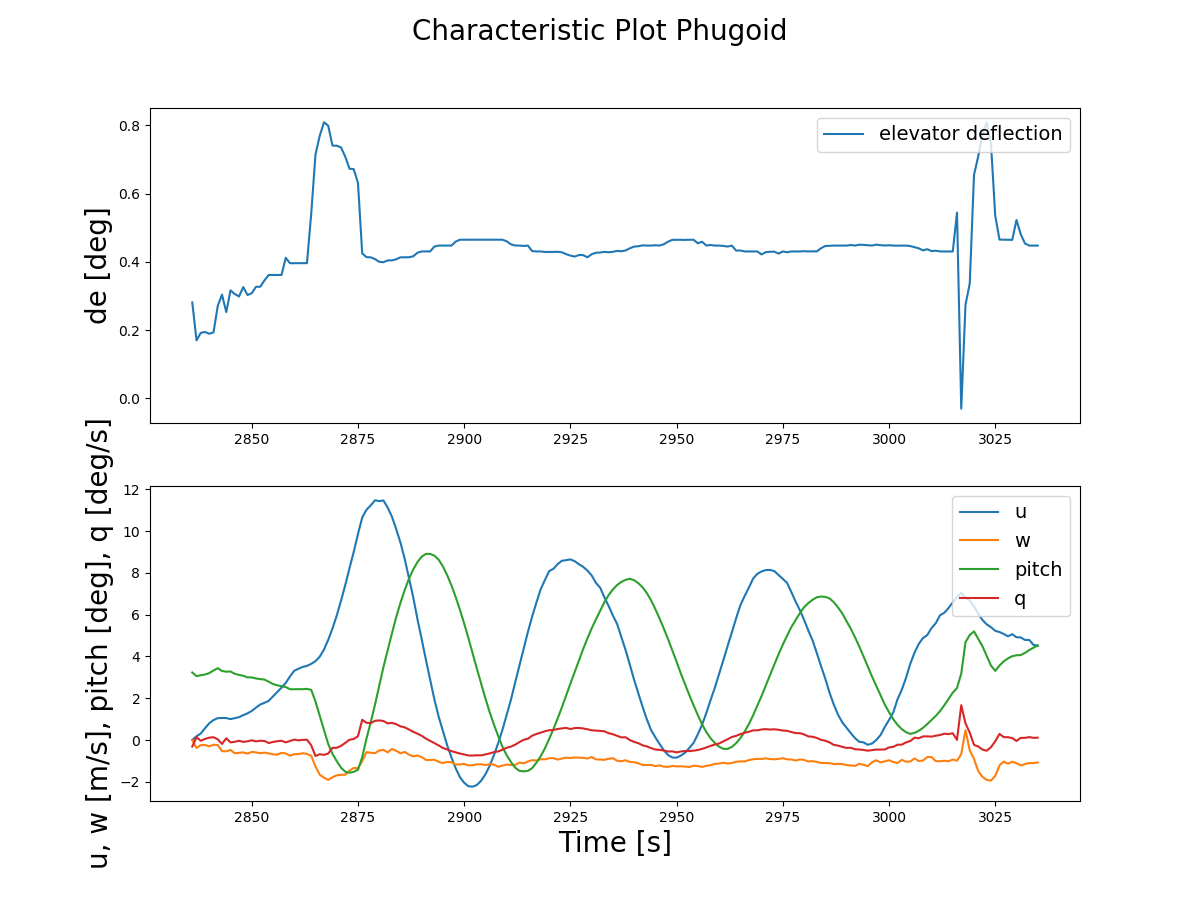 Characteristic Plot Phugoid
elevator deflection
de [deg]
0.8
0.6
0.4
0.2
0.0
2850 2875 2900 2925 2950 2975 3000 3025
u, w [m/s], pitch [deg], q [deg/s]
12
10
8
6
4
2
0
−2
u
w
pitch
q
2850 2875 2900 2925 2950 2975 3000 3025
Time [s]